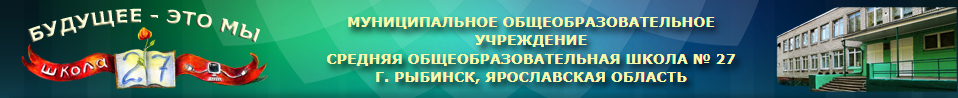 БУДУЩЕЕ - ЭТО МЫ
школа 27
МУНИЦИПАЛЬНОЕ ОБЩЕОБРАЗОВАТЕЛЬНОЕ
УЧРЕЖДЕНИЕ
СРЕДНЯЯ ОБЩЕОБРАЗОВАТЕЛЬНАЯ ШКОЛА № 27
Г. РЫБИНСК, ЯРОСЛАВСКАЯ ОБЛАСТЬ